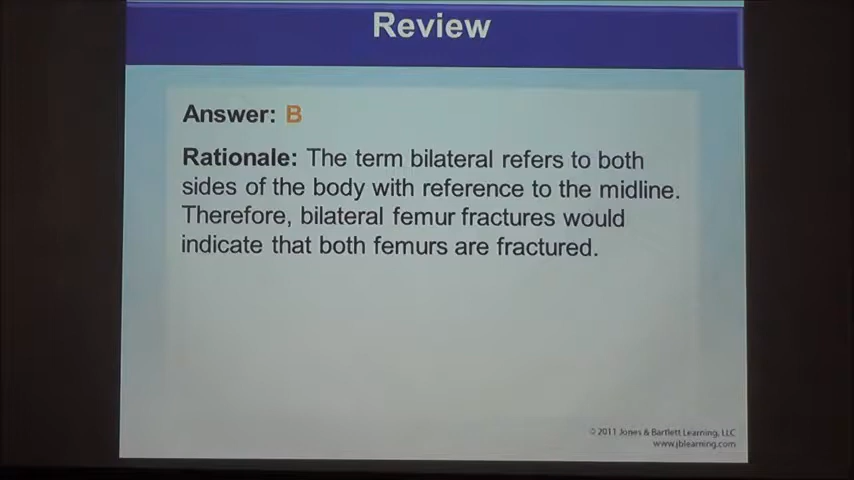 Review
Answer: B
Rationale: The term bilateral refers to both
sides of the body with reference to the midline.
Therefore, bilateral femur fractures would
indicate that both femurs are fractured.
© 2011 Jones & Bartlett Learning, LLC
www.jblearning.com